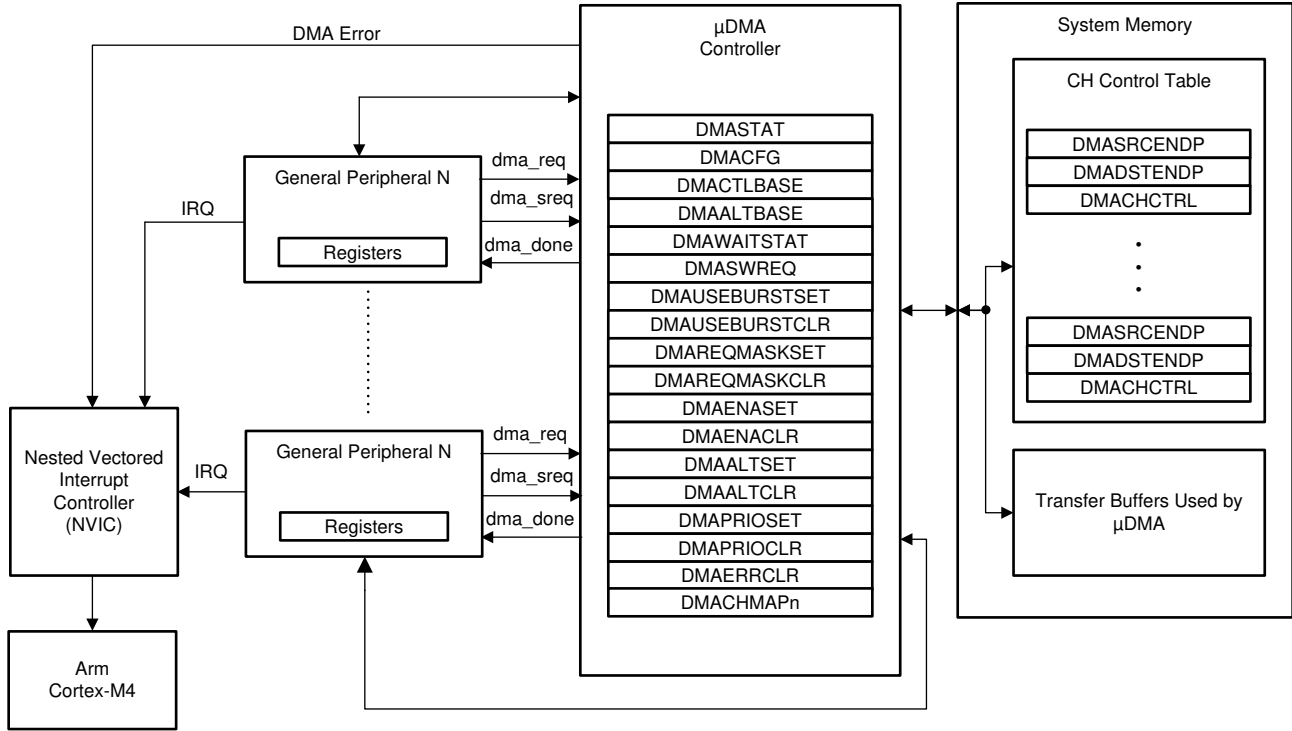 DMA Error
µDMA
Controller
System Memory
CH Control Table
DMASTAT
DMACFG
DMACTLBASE
DMAALTBASE
DMAWAITSTAT
DMASWREQ
DMAUSEBURSTSET
DMAUSEBURSTCLR
DMAREQMASKSET
DMAREQMASKCLR
DMAENASET
DMAENACLR
DMAALTSET
DMAALTCLR
DMAPRIOSET
DMAPRIOCLR
DMAERRCLR
DMACHMAPn
DMASRCENDP
DMADSTENDP
DMACHCTRL
DMASRCENDP
DMADSTENDP
DMACHCTRL
Transfer Buffers Used by
µDMA
General Peripheral N
Registers
dma_req
dma_sreq
dma_done
IRQ
General Peripheral N
Registers
dma_req
dma_sreq
dma_done
IRQ
Nested Vectored
Interrupt
Controller
(NVIC)
Arm
Cortex-M4